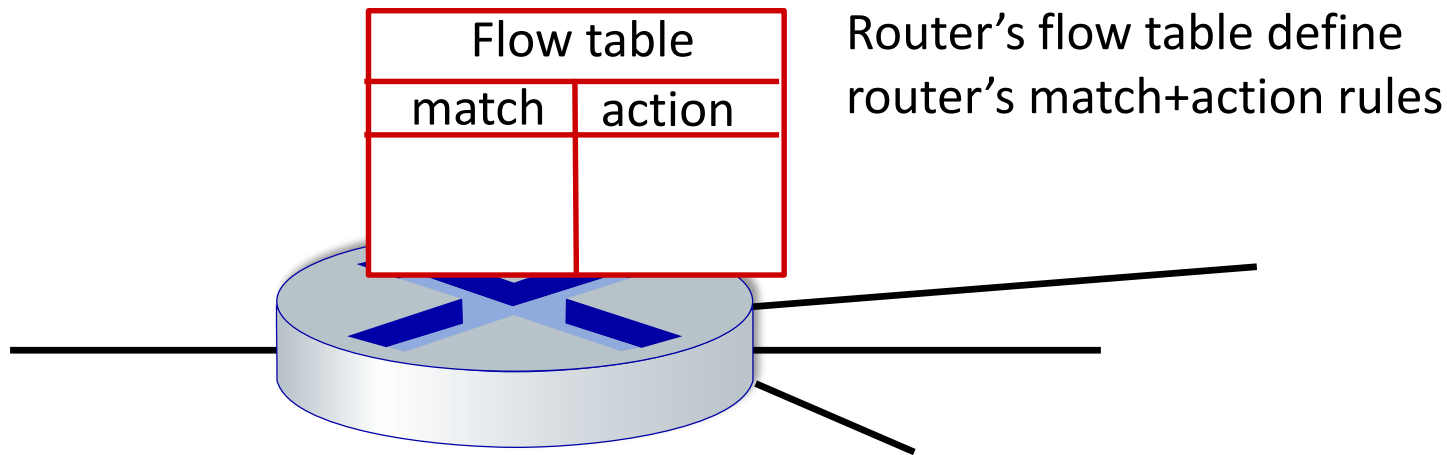 Flow table
match action
Router’s flow table define
router’s match+action rules